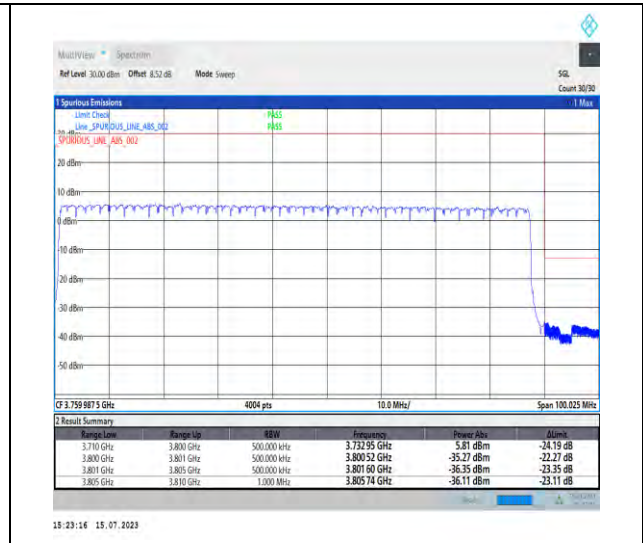 MultiView Spectrum
Ref Level 30.00 dBm Offset 8.52 dB Mode Sweep SGL
Count 30/30
1 Spurious Emissions 1 Max
Limit Check PASS
Line _SPURIOUS_LINE_ABS_002 PASS
_SPURIOUS_LINE_ABS_002
20 dBm
10 dBm
0 dBm
-10 dBm
-20 dBm
-30 dBm
-40 dBm
-50 dBm
CF 3.759 987 5 GHz 4004 pts 10.0 MHz/ Span 100.025 MHz
2 Result Summary
Range Low Range Up RBW Frequency Power Abs ΔLimit
3.710 GHz 3.800 GHz 500.000 kHz 3.732 95 GHz 5.81 dBm -24.19 dB
3.800 GHz 3.801 GHz 500.000 kHz 3.800 52 GHz -35.27 dBm -22.27 dB
3.801 GHz 3.805 GHz 500.000 kHz 3.801 60 GHz -36.35 dBm -23.35 dB
3.805 GHz 3.810 GHz 1.000 MHz 3.805 74 GHz -36.11 dBm -23.11 dB
15:23:16 15.07.2023